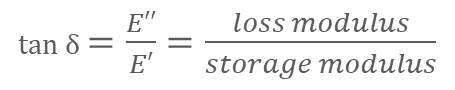 tan δ = E″/E′ = loss modulus/storage modulus